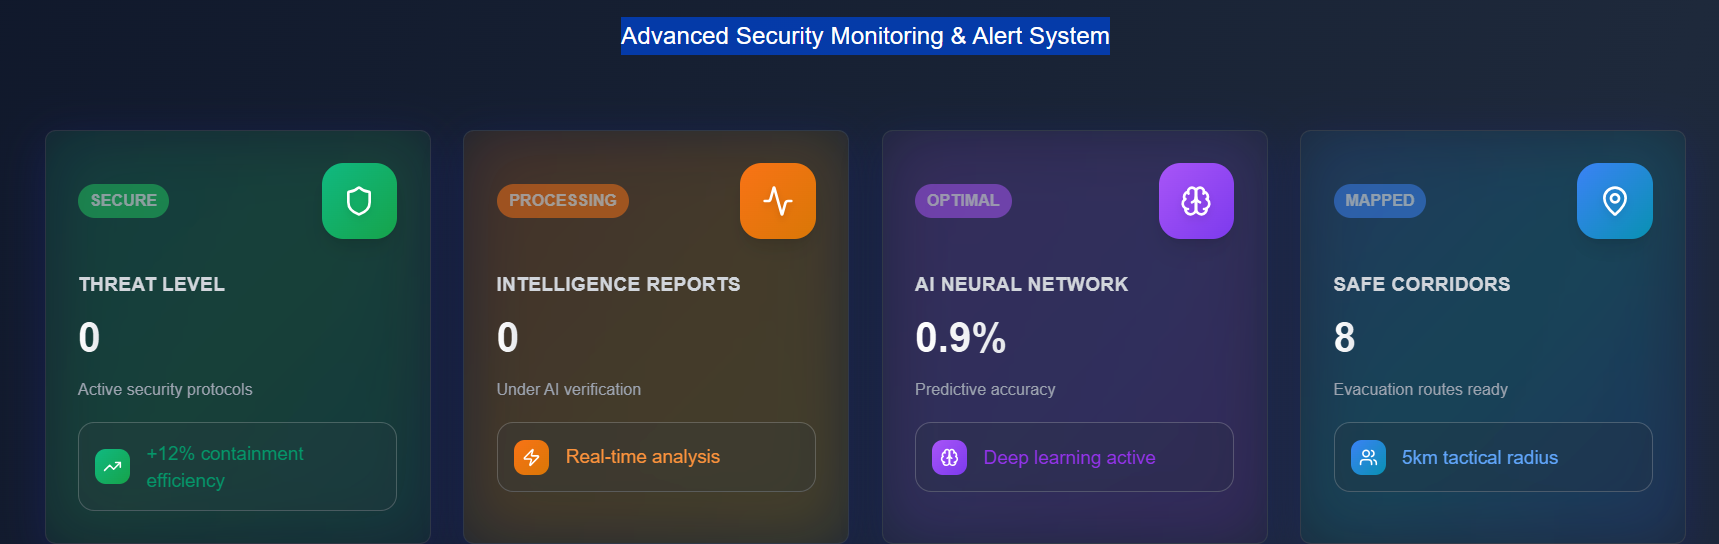 Advanced Security Monitoring & Alert System
SECURE
THREAT LEVEL
0
Active security protocols
+12% containment
efficiency
PROCESSING
INTELLIGENCE REPORTS
0
Under AI verification
Real-time analysis
OPTIMAL
AI NEURAL NETWORK
0.9%
Predictive accuracy
Deep learning active
MAPPED
SAFE CORRIDORS
8
Evacuation routes ready
5km tactical radius